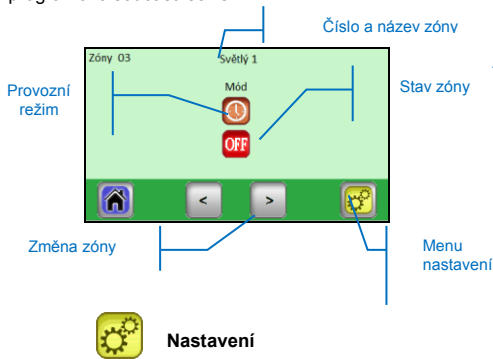 Číslo a název zóny
Zóny 03
Světlý 1
Mód
Provozní
režim
Stav zóny
OFF
< >
Změna zóny
Menu
nastavení
Nastavení